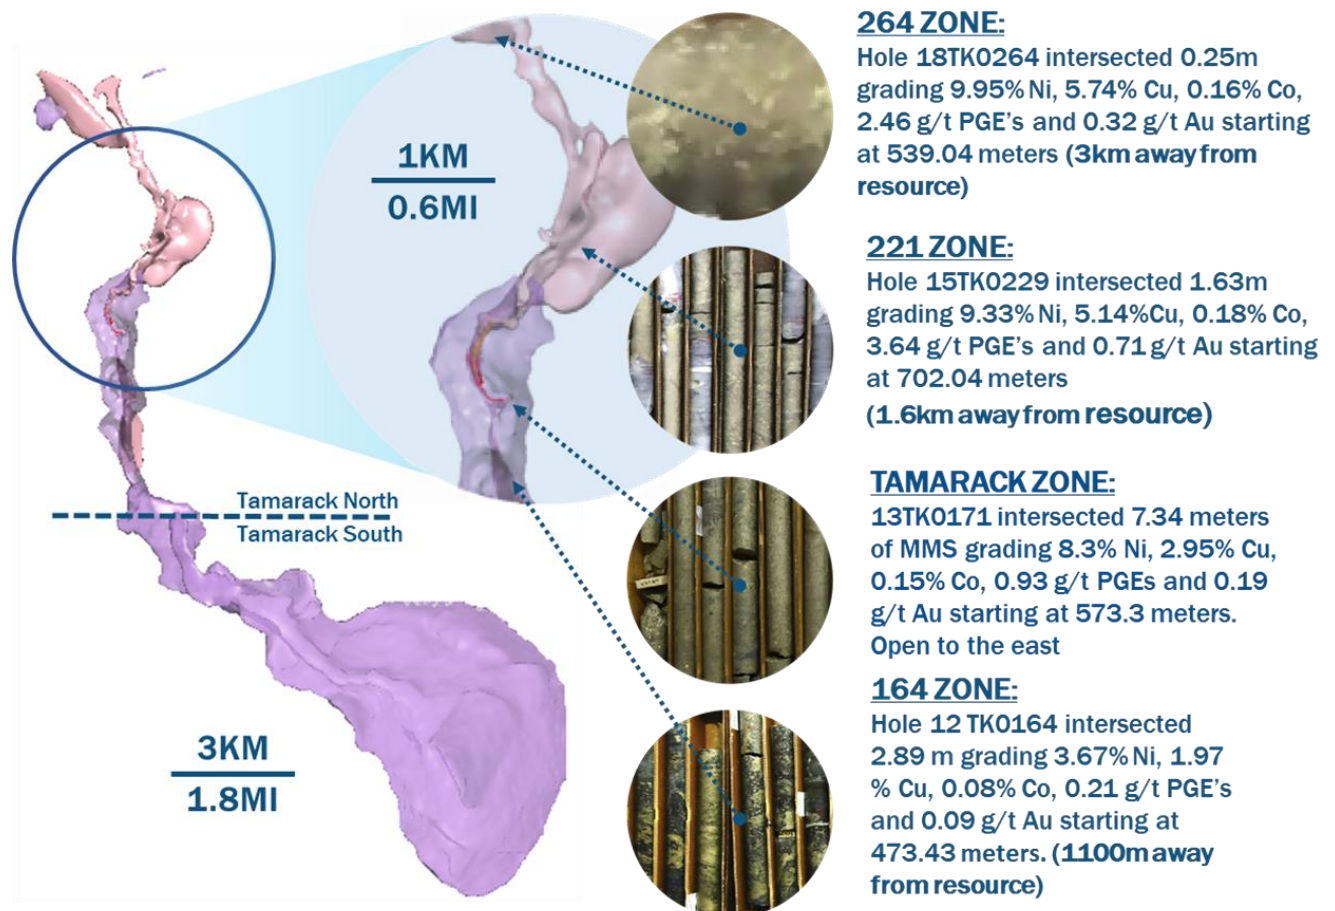 264 ZONE:
Hole 18TK0264 intersected 0.25m
grading 9.95% Ni, 5.74% Cu, 0.16% Co,
2.46 g/t PGE’s and 0.32 g/t Au starting
at 539.04 meters (3km away from
resource)
1KM
0.6MI
221 ZONE:
Hole 15TK0229 intersected 1.63m
grading 9.33% Ni, 5.14%Cu, 0.18% Co,
3.64 g/t PGE’s and 0.71 g/t Au starting
at 702.04 meters
(1.6km away from resource)
Tamarack North
Tamarack South
TAMARACK ZONE:
13TK0171 intersected 7.34 meters
of MMS grading 8.3% Ni, 2.95% Cu,
0.15% Co, 0.93 g/t PGEs and 0.19
g/t Au starting at 573.3 meters.
Open to the east
3KM
1.8MI
164 ZONE:
Hole 12 TK0164 intersected
2.89 m grading 3.67% Ni, 1.97
% Cu, 0.08% Co, 0.21 g/t PGE’s
and 0.09 g/t Au starting at
473.43 meters. (1100m away
from resource)